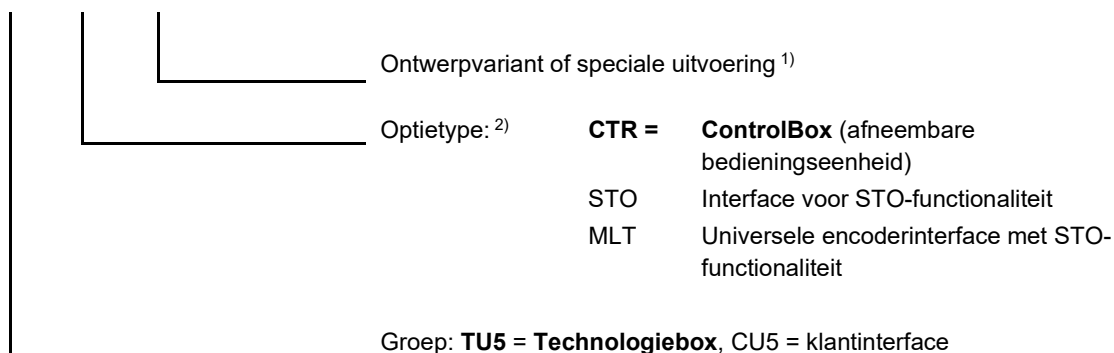 Ontwerpvariant of speciale uitvoering 1)
Optietype: 2) CTR = ControlBox (afneembare
bedieningseenheid)
STO Interface voor STO-functionaliteit
MLT Universele encoderinterface met STO-
functionaliteit
Groep: TU5 = Technologiebox, CU5 = klantinterface